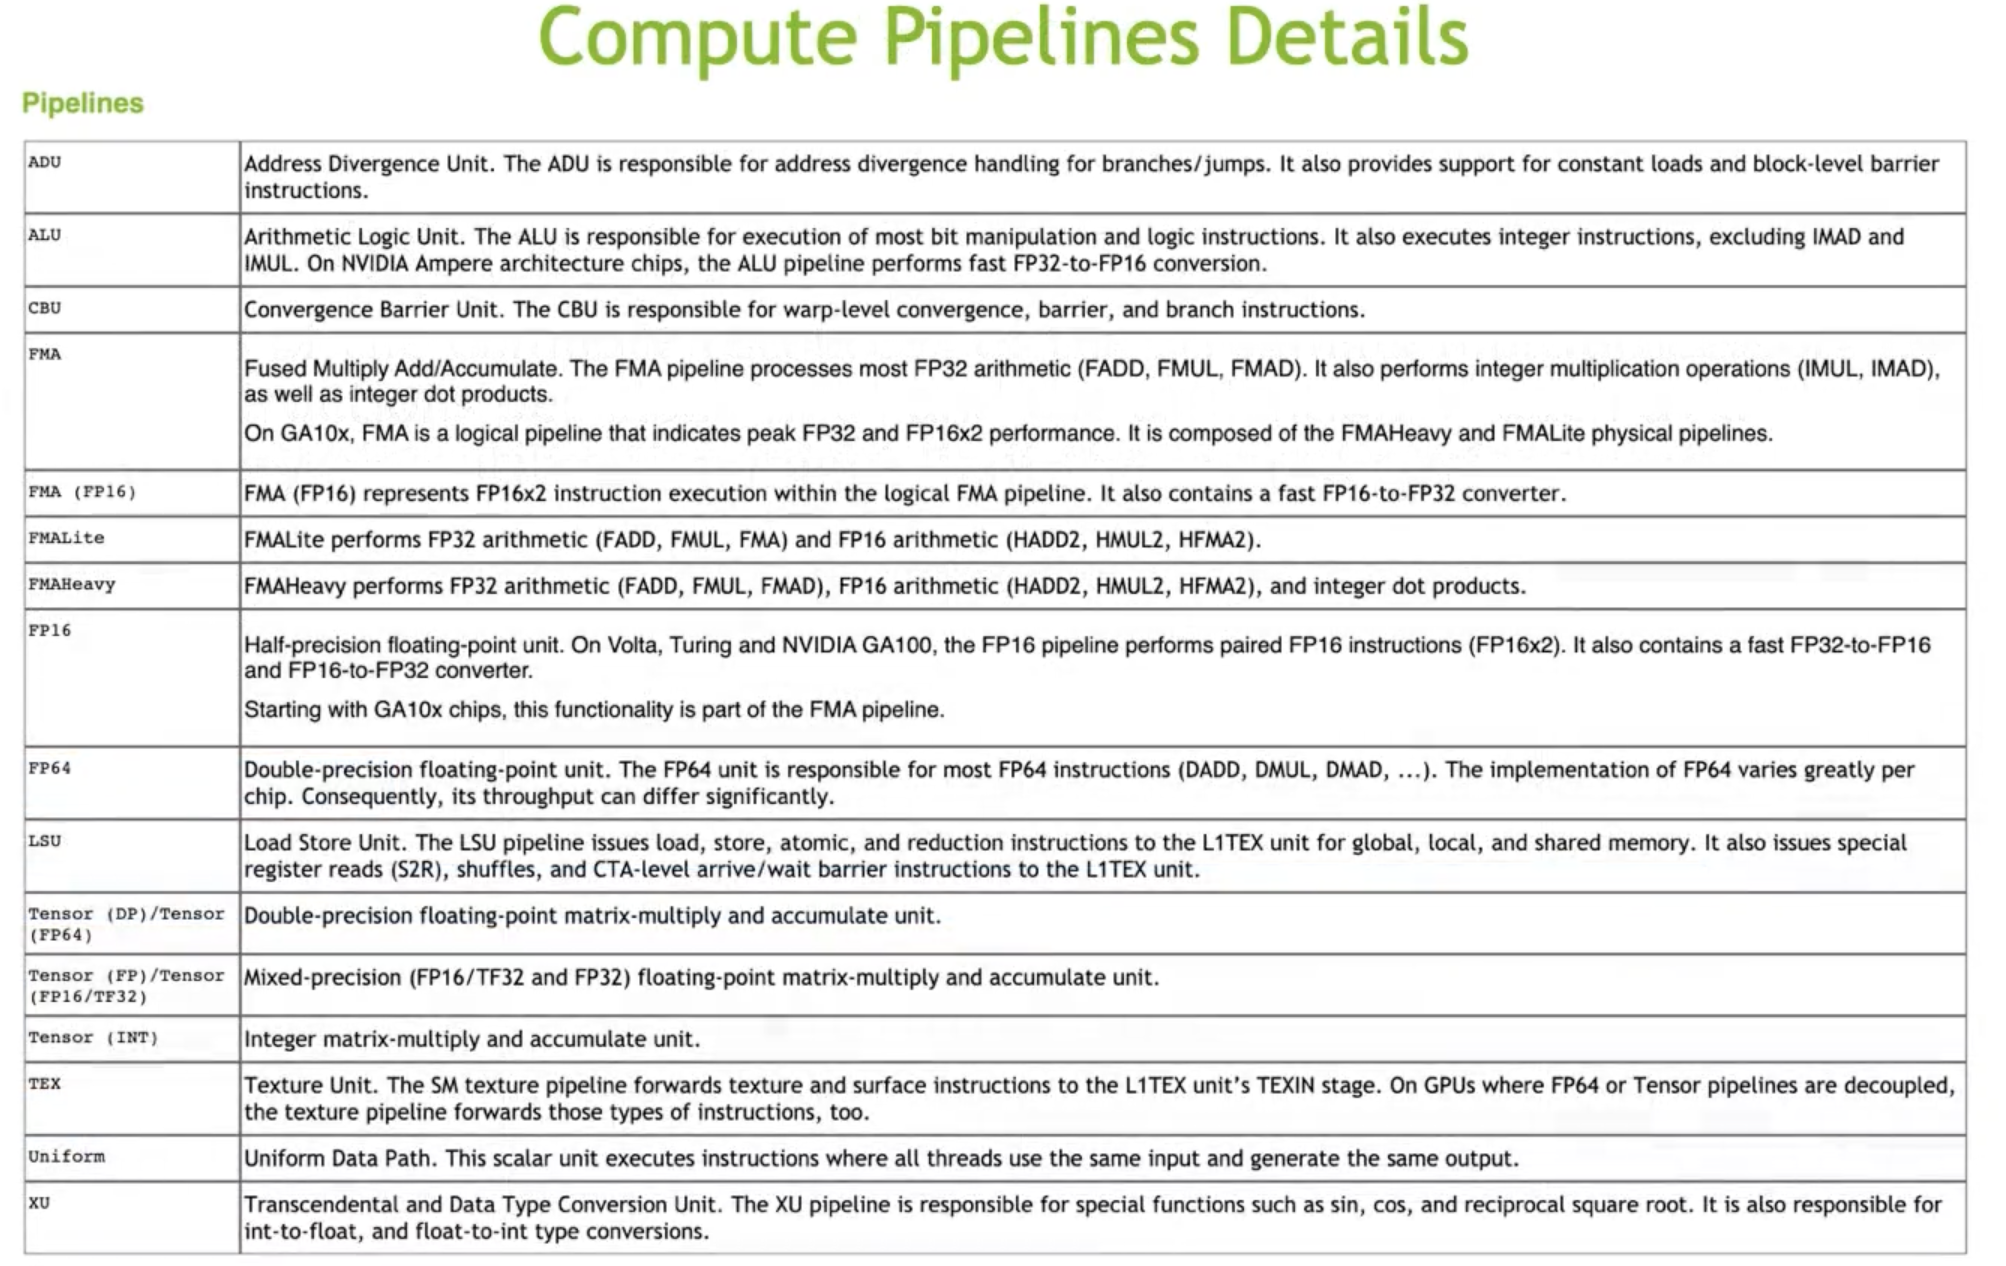 Compute Pipelines Details
Pipelines
ADU
Address Divergence Unit. The ADU is responsible for address divergence handling for branches/jumps. It also provides support for constant loads and block-level barrier
instructions.
ALU
Arithmetic Logic Unit. The ALU is responsible for execution of most bit manipulation and logic instructions. It also executes integer instructions, excluding IMAD and
IMUL. On NVIDIA Ampere architecture chips, the ALU pipeline performs fast FP32-to-FP16 conversion.
CBU
Convergence Barrier Unit. The CBU is responsible for warp-level convergence, barrier, and branch instructions.
FMA
Fused Multiply Add/Accumulate. The FMA pipeline processes most FP32 arithmetic (FADD, FMUL, FMAD). It also performs integer multiplication operations (IMUL, IMAD),
as well as integer dot products.
On GA10x, FMA is a logical pipeline that indicates peak FP32 and FP16x2 performance. It is composed of the FMAHeavy and FMALite physical pipelines.
FMA (FP16)
FMA (FP16) represents FP16x2 instruction execution within the logical FMA pipeline. It also contains a fast FP16-to-FP32 converter.
FMALite
FMALite performs FP32 arithmetic (FADD, FMUL, FMA) and FP16 arithmetic (HADD2, HMUL2, HFMA2).
FMAHeavy
FMAHeavy performs FP32 arithmetic (FADD, FMUL, FMAD), FP16 arithmetic (HADD2, HMUL2, HFMA2), and integer dot products.
FP16
Half-precision floating-point unit. On Volta, Turing and NVIDIA GA100, the FP16 pipeline performs paired FP16 instructions (FP16x2). It also contains a fast FP32-to-FP16
and FP16-to-FP32 converter.
Starting with GA10x chips, this functionality is part of the FMA pipeline.
FP64
Double-precision floating-point unit. The FP64 unit is responsible for most FP64 instructions (DADD, DMUL, DMAD, ...). The implementation of FP64 varies greatly per
chip. Consequently, its throughput can differ significantly.
LSU
Load Store Unit. The LSU pipeline issues load, store, atomic, and reduction instructions to the L1TEX unit for global, local, and shared memory. It also issues special
register reads (S2R), shuffles, and CTA-level arrive/wait barrier instructions to the L1TEX unit.
Tensor (DP)/Tensor
(FP64)
Double-precision floating-point matrix-multiply and accumulate unit.
Tensor (FP)/Tensor
(FP16/TF32)
Mixed-precision (FP16/TF32 and FP32) floating-point matrix-multiply and accumulate unit.
Tensor (INT)
Integer matrix-multiply and accumulate unit.
TEX
Texture Unit. The SM texture pipeline forwards texture and surface instructions to the L1TEX unit's TEXIN stage. On GPUs where FP64 or Tensor pipelines are decoupled,
the texture pipeline forwards those types of instructions, too.
Uniform
Uniform Data Path. This scalar unit executes instructions where all threads use the same input and generate the same output.
XU
Transcendental and Data Type Conversion Unit. The XU pipeline is responsible for special functions such as sin, cos, and reciprocal square root. It is also responsible for
int-to-float, and float-to-int type conversions.